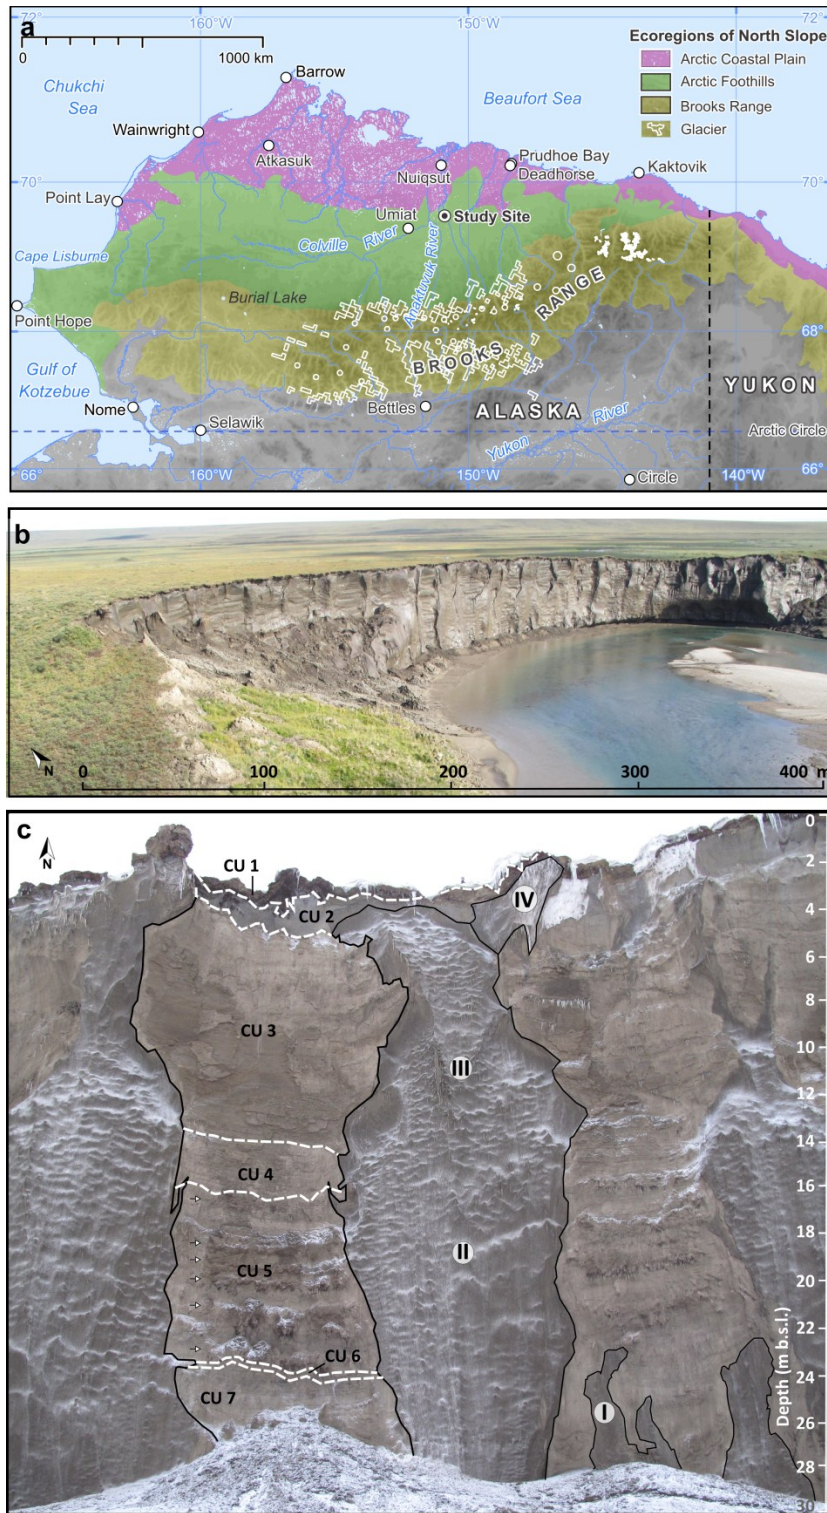 a
72°
160°W
150°W
72°
0
1000 km
Ecoregions of North Slope
Arctic Coastal Plain
Arctic Foothills
Brooks Range
Glacier
Chukchi
Sea
Barrow
Beaufort Sea
Wainwright
Atkasuk
Prudhoe Bay
Deadhorse
Kaktovik
Nuiqsut
70°
70°
Point Lay
Umiat
Study Site
Cape Lisburne
Colville River
Anaktuvuk River
Burial Lake
BROOKS RANGE
Point Hope
68°
68°
Gulf of
Kotzebue
YUKON
Nome
Bettles
ALASKA
Selawik
Yukon River
Arctic Circle
66°
160°W
150°W
140°W
66°
Circle
b
N
0
100
200
300
400 m
c
N
0
CU 1
2
IV
4
CU 2
6
8
CU 3
10
III
12
14
CU 4
16
II
18
CU 5
20
22
CU 6
24
CU 7
I
26
28
30
Depth (m b.s.l.)